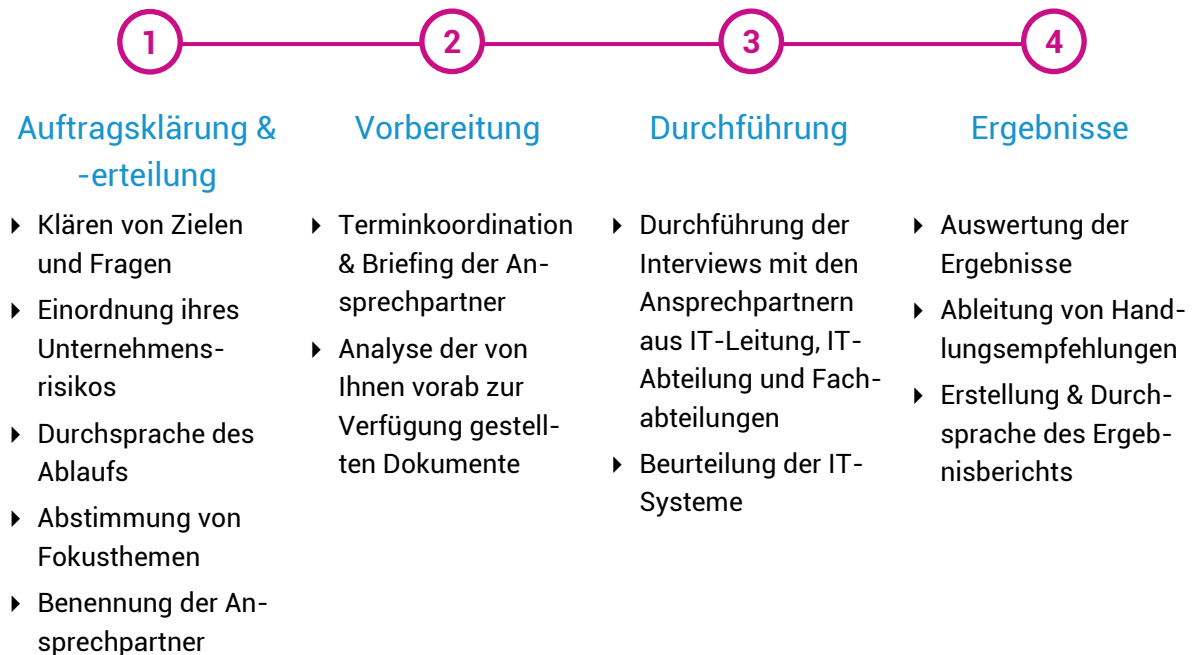 1
2
3
4
Auftragsklärung &
-erteilung
▸ Klären von Zielen
und Fragen
▸ Einordnung ihres
Unternehmens-
risikos
▸ Durchsprache des
Ablaufs
▸ Abstimmung von
Fokusthemen
▸ Benennung der An-
sprechpartner
Vorbereitung
▸ Terminkoordination
& Briefing der An-
sprechpartner
▸ Analyse der von
Ihnen vorab zur
Verfügung gestell-
ten Dokumente
Durchführung
▸ Durchführung der
Interviews mit den
Ansprechpartnern
aus IT-Leitung, IT-
Abteilung und Fach-
abteilungen
▸ Beurteilung der IT-
Systeme
Ergebnisse
▸ Auswertung der
Ergebnisse
▸ Ableitung von Hand-
lungsempfehlungen
▸ Erstellung & Durch-
sprache des Ergeb-
nisberichts